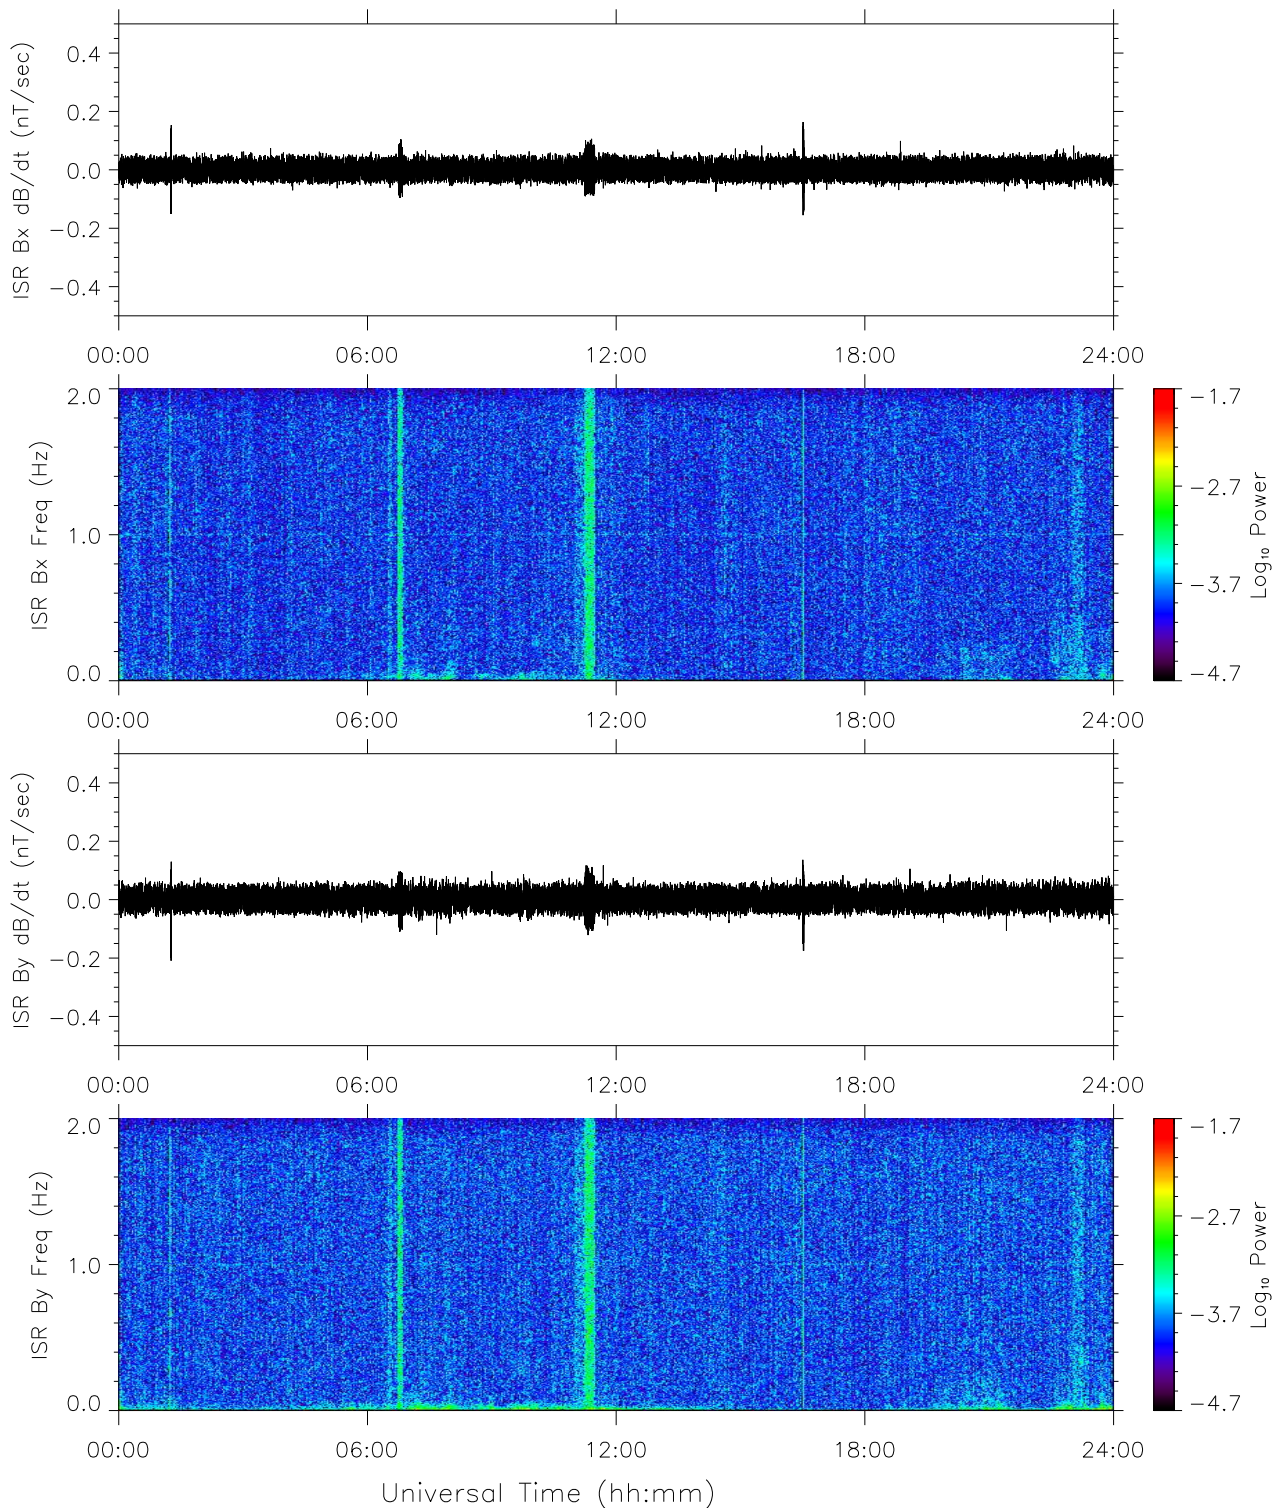 ISR Bx dB/dt (nT/sec)
0.4
0.2
0.0
−0.2
−0.4
00:00 06:00 12:00 18:00 24:00
ISR Bx Freq (Hz)
2.0
1.0
0.0
00:00 06:00 12:00 18:00 24:00
−1.7
−2.7
−3.7
−4.7
Log₁₀ Power
ISR By dB/dt (nT/sec)
0.4
0.2
0.0
−0.2
−0.4
00:00 06:00 12:00 18:00 24:00
ISR By Freq (Hz)
2.0
1.0
0.0
00:00 06:00 12:00 18:00 24:00
−1.7
−2.7
−3.7
−4.7
Log₁₀ Power
Universal Time (hh:mm)